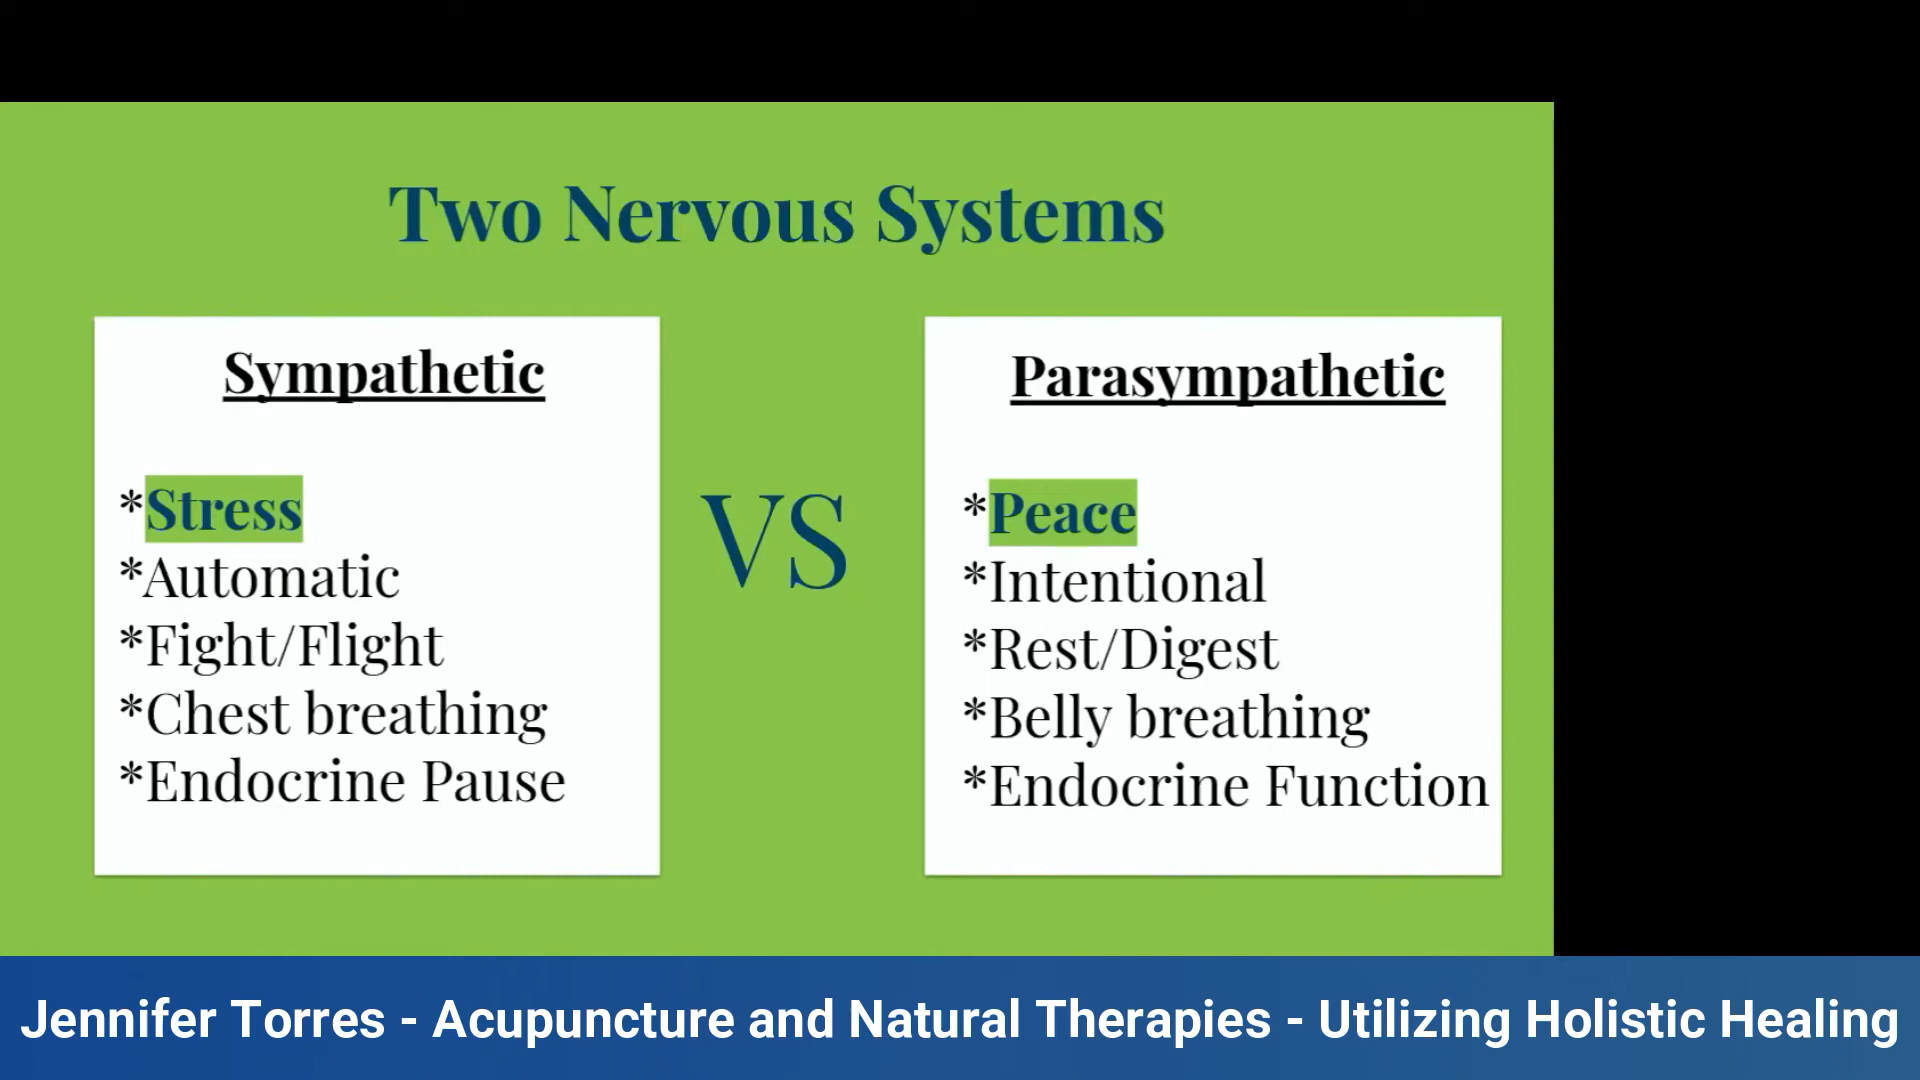 Two Nervous Systems
Sympathetic
*Stress
*Automatic
*Fight/Flight
*Chest breathing
*Endocrine Pause
VS
Parasympathetic
*Peace
*Intentional
*Rest/Digest
*Belly breathing
*Endocrine Function
Jennifer Torres - Acupuncture and Natural Therapies - Utilizing Holistic Healing